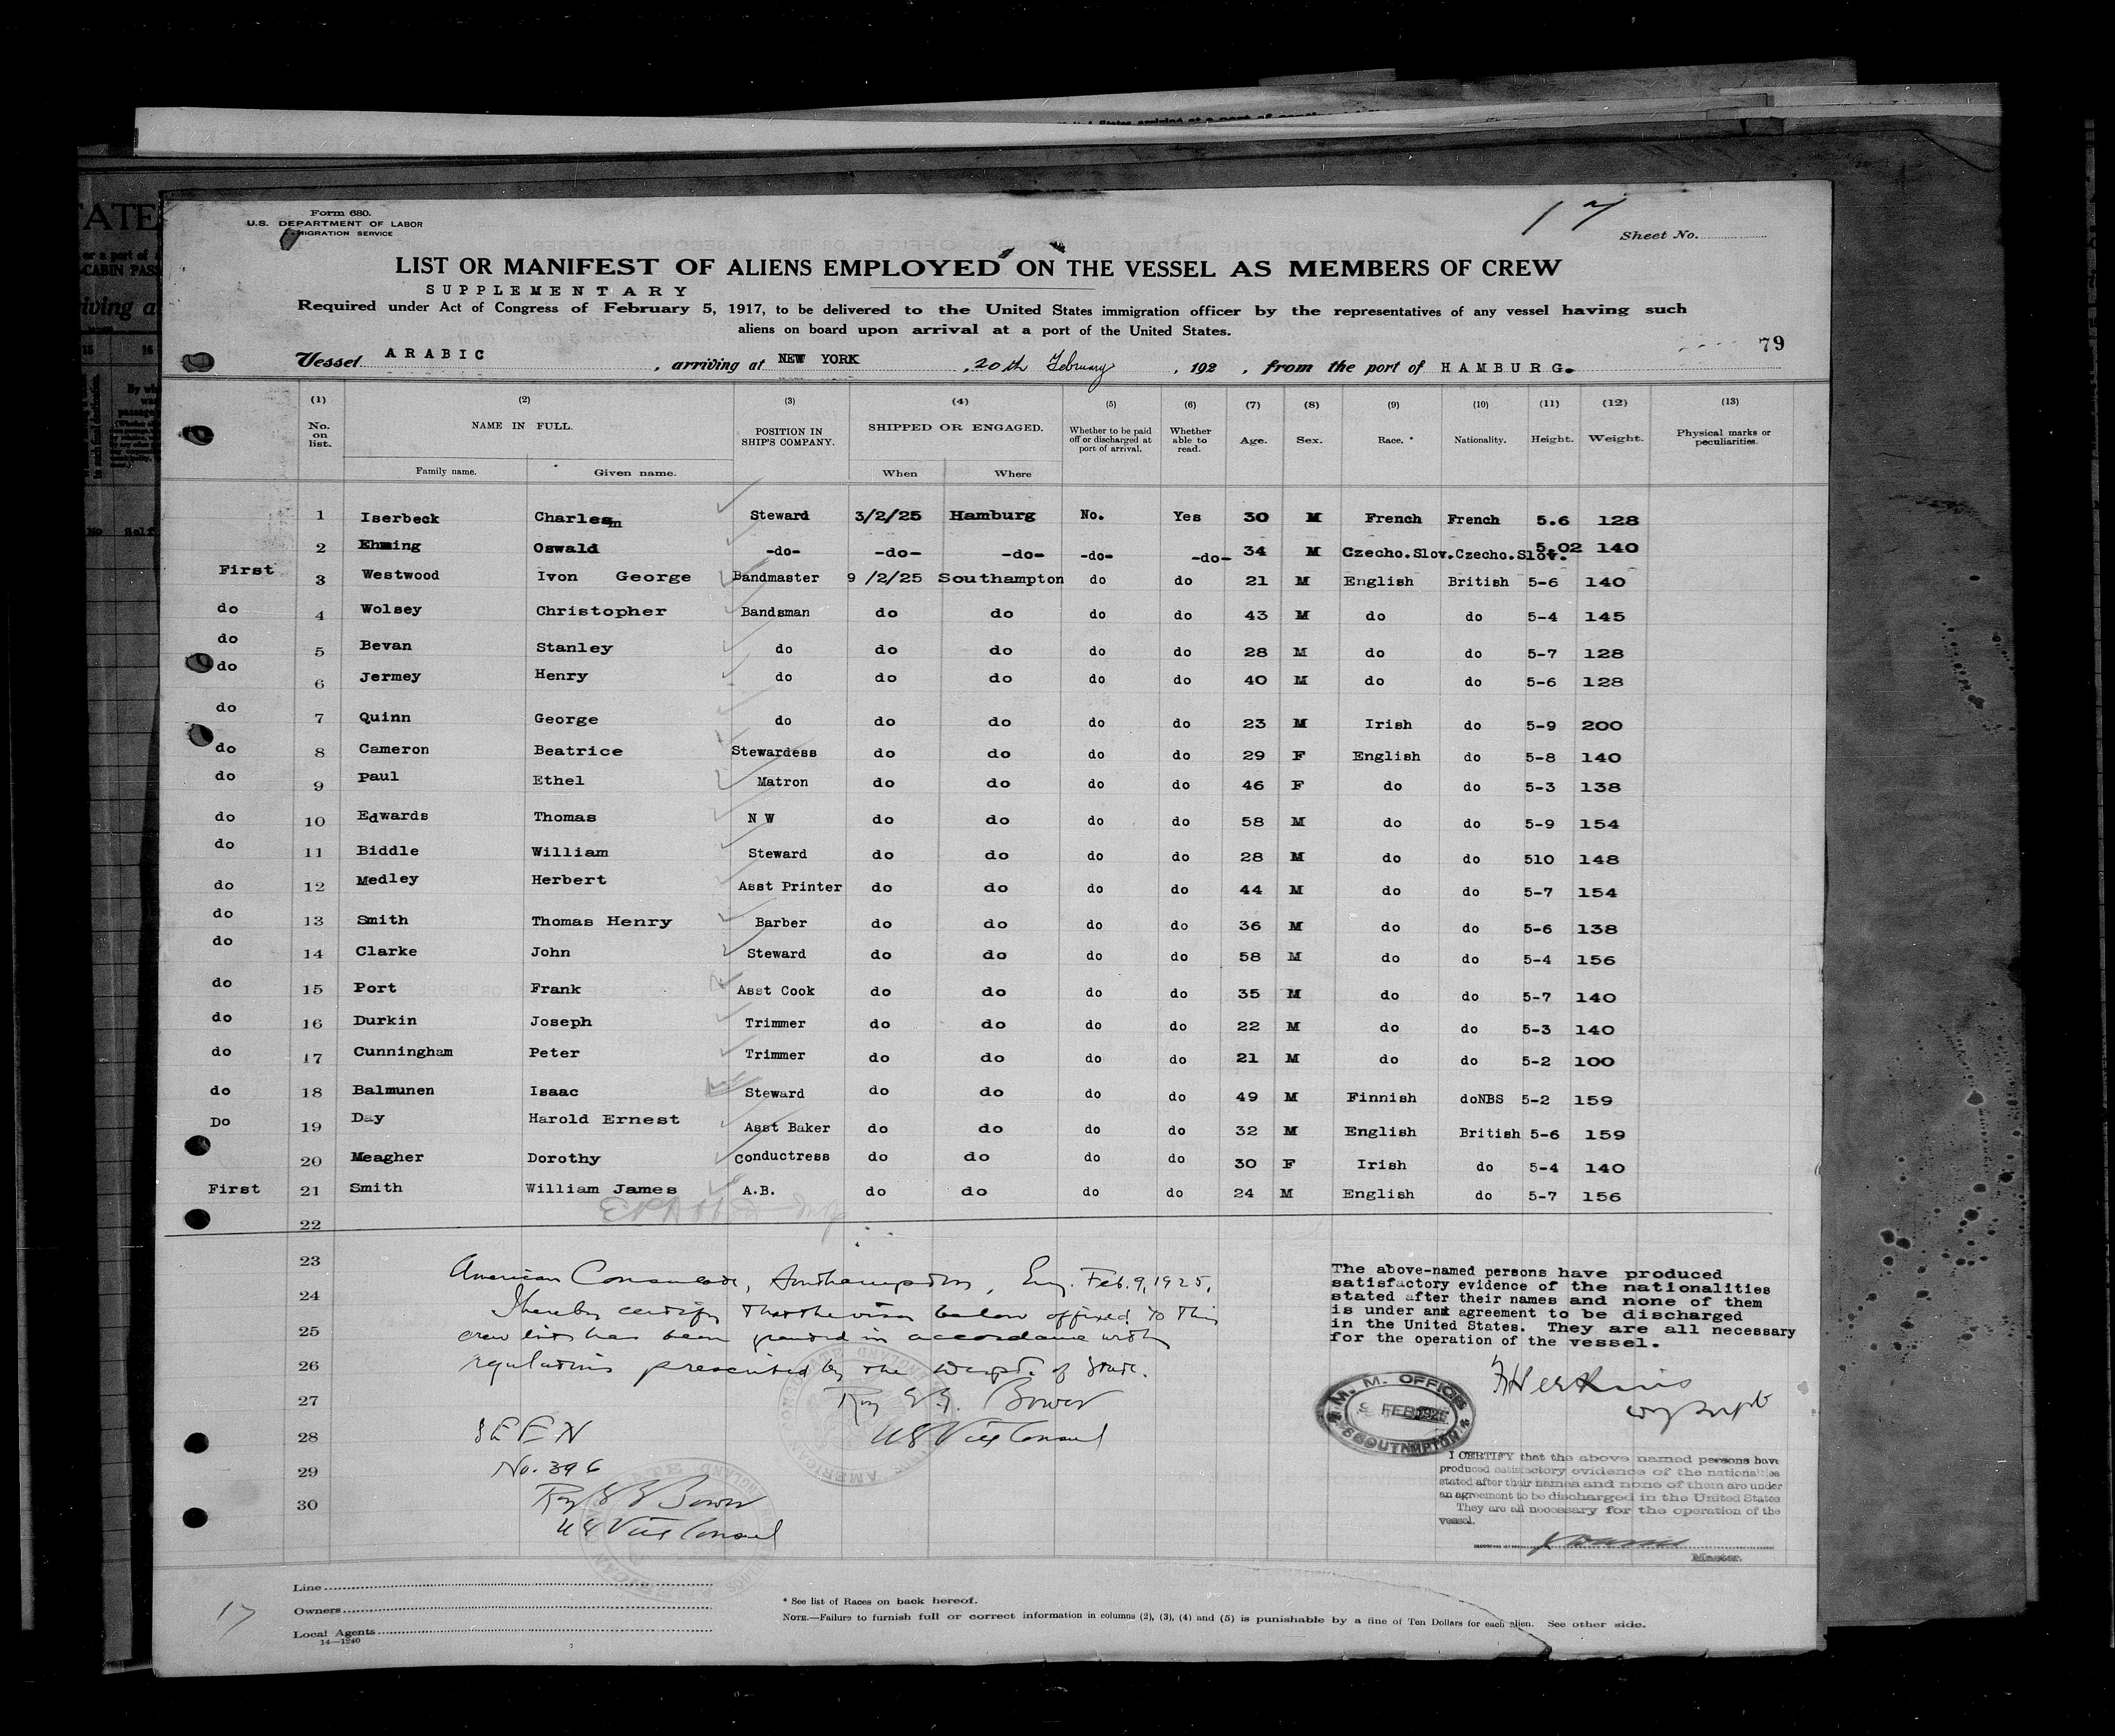 Form 680.
U.S. DEPARTMENT OF LABOR
IMMIGRATION SERVICE
17
Sheet No.
LIST OR MANIFEST OF ALIENS EMPLOYED ON THE VESSEL AS MEMBERS OF CREW
SUPPLEMENTARY
Required under Act of Congress of February 5, 1917, to be delivered to the United States immigration officer by the representatives of any vessel having such
aliens on board upon arrival at a port of the United States.
79
Vessel ARABIC, arriving at NEW YORK, 20th February, 192 , from the port of HAMBURG.
(1) (2) (3) (4) (5) (6) (7) (8) (9) (10) (11) (12) (13)
No. on list. NAME IN FULL. POSITION IN SHIP'S COMPANY. SHIPPED OR ENGAGED. Whether to be paid off or discharged at port of arrival. Whether able to read. Age. Sex. Race. * Nationality. Height. Weight. Physical marks or peculiarities.
Family name. Given name. When Where
1 Iserbeck Charles Steward 3/2/25 Hamburg No. Yes 30 M French French 5.6 128
2 Ehming Oswald -do- -do- -do- -do- -do- 34 M Czecho.Slov. Czecho.Slov. 5.02 140
First 3 Westwood Ivon George Bandmaster 9/2/25 Southampton do do 21 M English British 5-6 140
do 4 Wolsey Christopher Bandsman do do do do 43 M do do 5-4 145
do 5 Bevan Stanley do do do do do 28 M do do 5-7 128
do 6 Jermey Henry do do do do do 40 M do do 5-6 128
do 7 Quinn George do do do do do 23 M Irish do 5-9 200
do 8 Cameron Beatrice Stewardess do do do do 29 F English do 5-8 140
do 9 Paul Ethel Matron do do do do 46 F do do 5-3 138
do 10 Edwards Thomas N W do do do do 58 M do do 5-9 154
do 11 Biddle William Steward do do do do 28 M do do 510 148
do 12 Medley Herbert Asst Printer do do do do 44 M do do 5-7 154
do 13 Smith Thomas Henry Barber do do do do 36 M do do 5-6 138
do 14 Clarke John Steward do do do do 58 M do do 5-4 156
do 15 Port Frank Asst Cook do do do do 35 M do do 5-7 140
do 16 Durkin Joseph Trimmer do do do do 22 M do do 5-3 140
do 17 Cunningham Peter Trimmer do do do do 21 M do do 5-2 100
do 18 Balmunen Isaac Steward do do do do 49 M Finnish doNBS 5-2 159
Do 19 Day Harold Ernest Asst Baker do do do do 32 M English British 5-6 159
20 Meagher Dorothy Conductress do do do do 30 F Irish do 5-4 140
First 21 Smith William James A.B. do do do do 24 M English do 5-7 156
22
23
24
25
26
27
28
29
30
American Consulate, Southampton, Eng. Feb. 9, 1925.
I hereby certify that the visa below affixed to this
crew list has been granted in accordance with
regulations prescribed by the Dept. of State.
Roy E. B. Bower
US Vice Consul
SEEN
No. 396
Roy E B Bower
US Vice Consul
The above-named persons have produced
satisfactory evidence of the nationalities
stated after their names and none of them
is under an agreement to be discharged
in the United States. They are all necessary
for the operation of the vessel.
M. M. OFFICE
9 FEB 1925
SOUTHAMPTON
I CERTIFY that the above named persons have
produced satisfactory evidence of the nationalities
stated after their names and none of them are under
an agreement to be discharged in the United States
They are all necessary for the operation of the
vessel.
Master.
Line
Owners
Local Agents
14—1240
17
* See list of Races on back hereof.
NOTE.—Failure to furnish full or correct information in columns (2), (3), (4) and (5) is punishable by a fine of Ten Dollars for each alien. See other side.